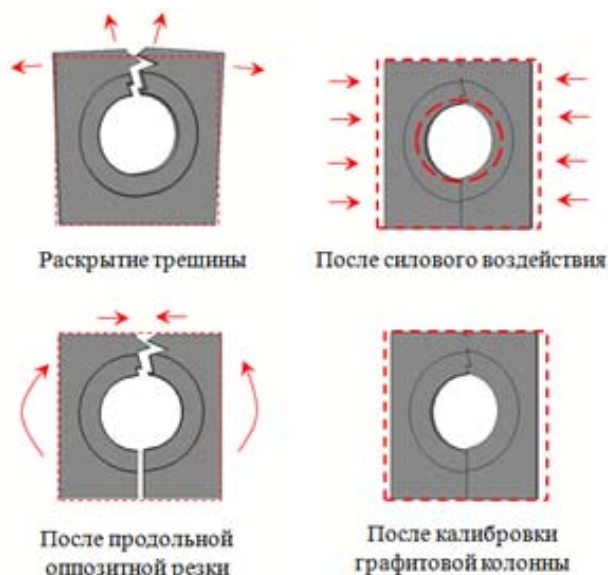 Раскрытие трещины
После силового воздействия
После продольной
оппозитной резки
После калибровки
графитовой колонны